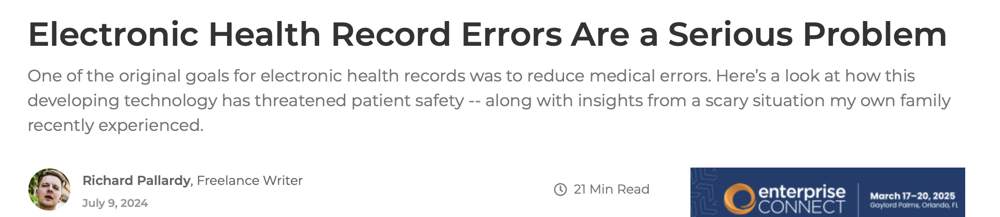 Electronic Health Record Errors Are a Serious Problem
One of the original goals for electronic health records was to reduce medical errors. Here’s a look at how this
developing technology has threatened patient safety -- along with insights from a scary situation my own family
recently experienced.
Richard Pallardy, Freelance Writer
July 9, 2024
21 Min Read
enterprise
CONNECT
March 17–20, 2025
Gaylord Palms, Orlando, FL